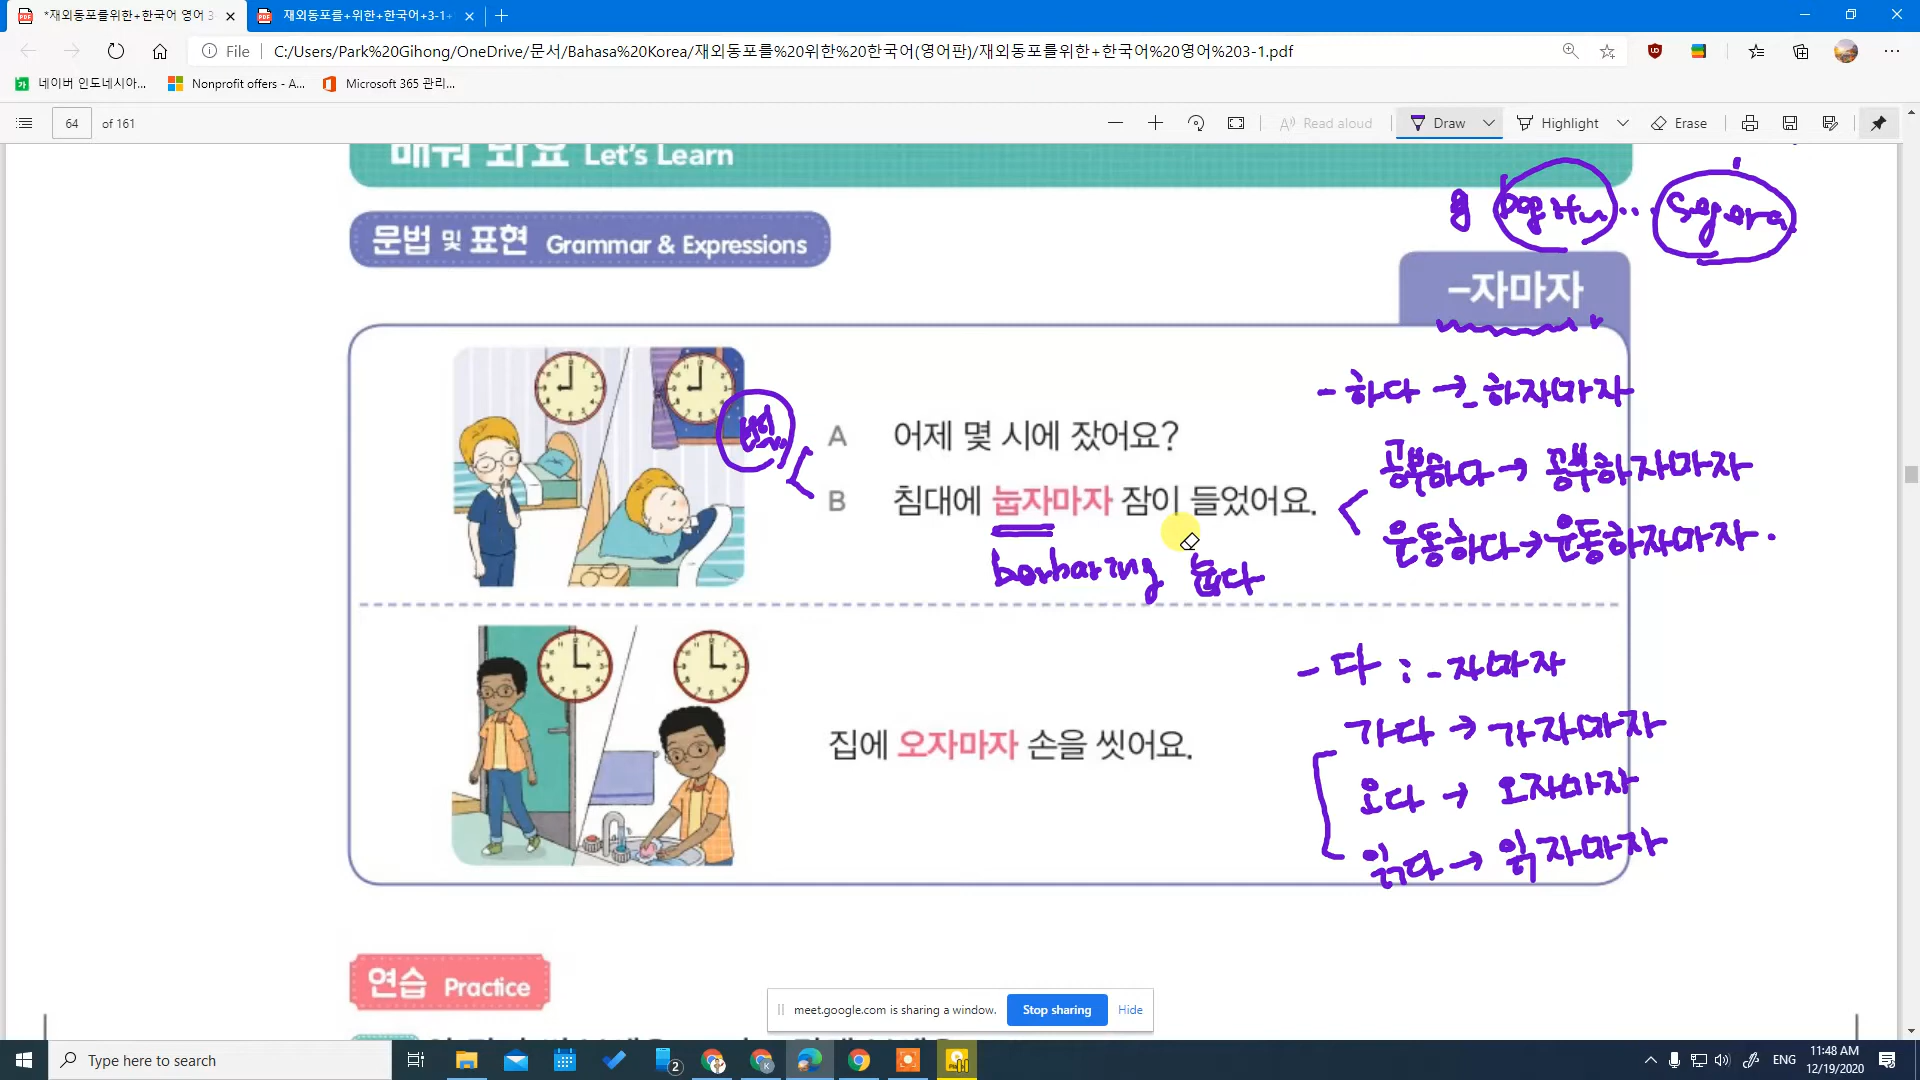 *재외동포를위한+한국어 영어 3
재외동포를+위한+한국어+3-1+
File
C:/Users/Park%20Gihong/OneDrive/문서/Bahasa%20Korea/재외동포를%20위한%20한국어(영어판)/재외동포를위한+한국어%20영어%203-1.pdf
네이버 인도네시아...
Nonprofit offers - A...
Microsoft 365 관리...
64 of 161
Read aloud
Draw
Highlight
Erase
배워 봐요 Let's Learn
begitu.. segera
문법 및 표현 Grammar & Expressions
-자마자
-하다 → -하자마자
A 어제 몇 시에 잤어요?
공부하다 → 공부하자마자
B 침대에 눕자마자 잠이 들었어요.
운동하다 → 운동하자마자.
berbaring 눕다
-다 : -자마자
가다 → 가자마자
집에 오자마자 손을 씻어요.
오다 → 오자마자
읽다 → 읽자마자
연습 Practice
meet.google.com is sharing a window.
Stop sharing
Hide
Type here to search
2
ENG
11:48 AM
12/19/2020